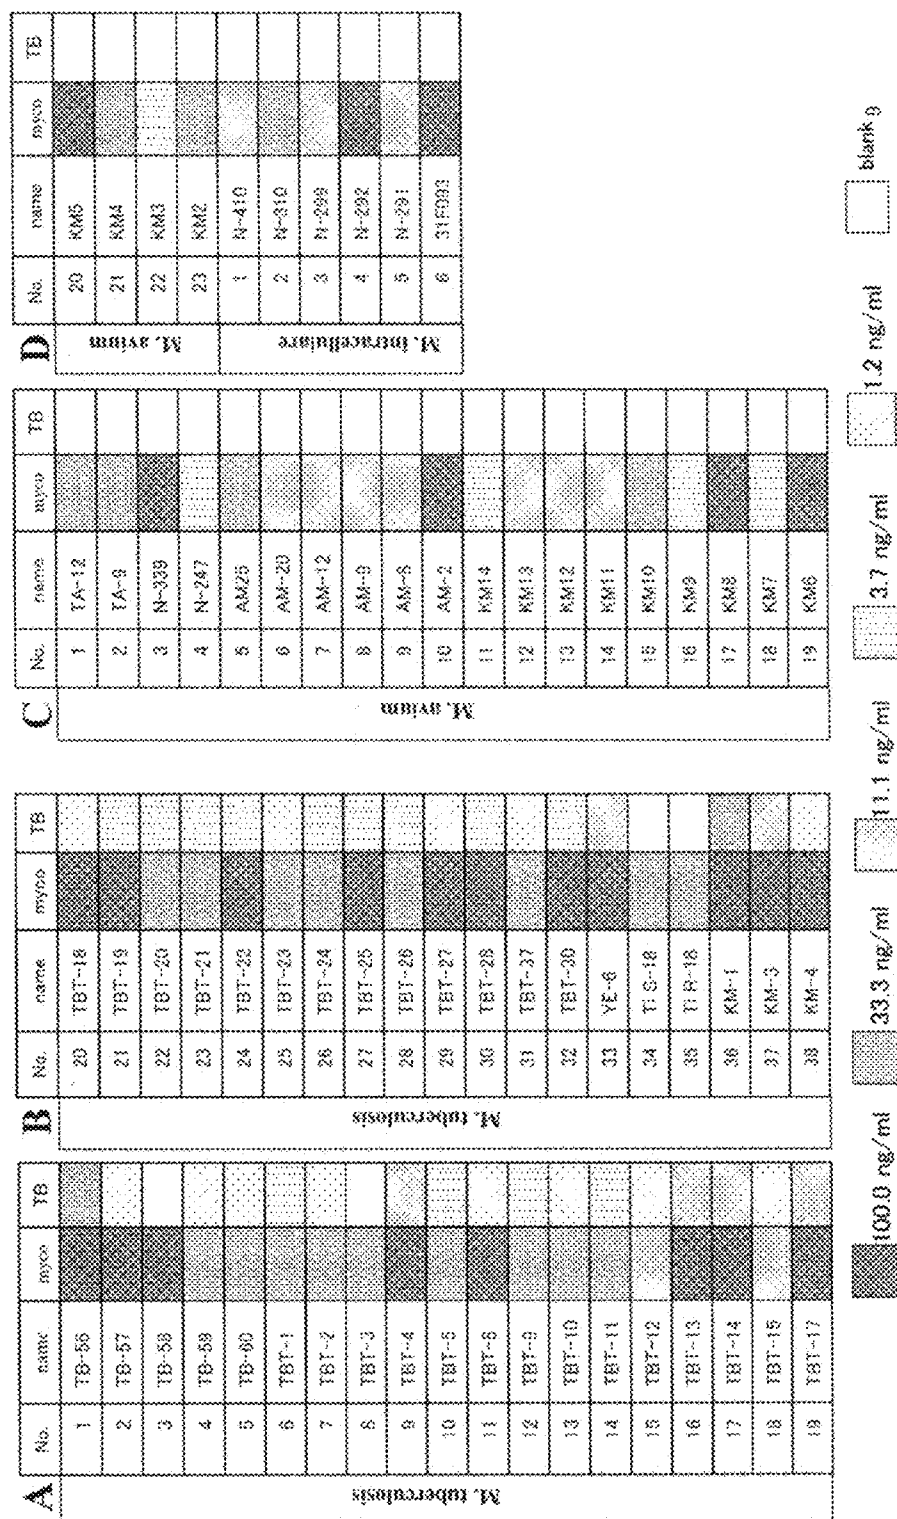 A
No. name myco TB
M. tuberculosis
1 TB-56
2 TB-57
3 TB-58
4 TB-59
5 TB-60
6 TBT-1
7 TBT-2
8 TBT-3
9 TBT-4
10 TBT-5
11
12 TBT-9
13 TBT-10
14 TBT-11
15 TBT-12
16 TBT-13
17 TBT-14
18
19 TBT-17
B
No. name myco TB
M. tuberculosis
20 TBT-18
21 TBT-19
22 TBT-20
23 TBT-21
24 TBT-22
25 TBT-23
26 TBT-24
27 TBT-25
28 TBT-26
29 TBT-27
30 TBT-28
31 TBT-37
32 TBT-30
33 YE-6
34
35
36 KM-1
37 KM-3
38 KM-4
C
No. name myco TB
M. avium
1 TA-12
2 TA-9
3 N-339
4 N-247
5
6 AM-20
7 AM-12
8 AM-9
9
10 AM-2
11 KM14
12 KM13
13 KM12
14 KM11
15 KM10
16 KM9
17 KM8
18 KM7
19 KM6
D
No. name myco TB
M. avium
20 KM5
21 KM4
22 KM3
23 KM2
M. intracellulare
1 N-410
2 N-310
3 N-299
4 N-292
5 N-291
6 31F093
100.0 ng/ml
33.3 ng/ml
11.1 ng/ml
3.7 ng/ml
1.2 ng/ml
blank 9